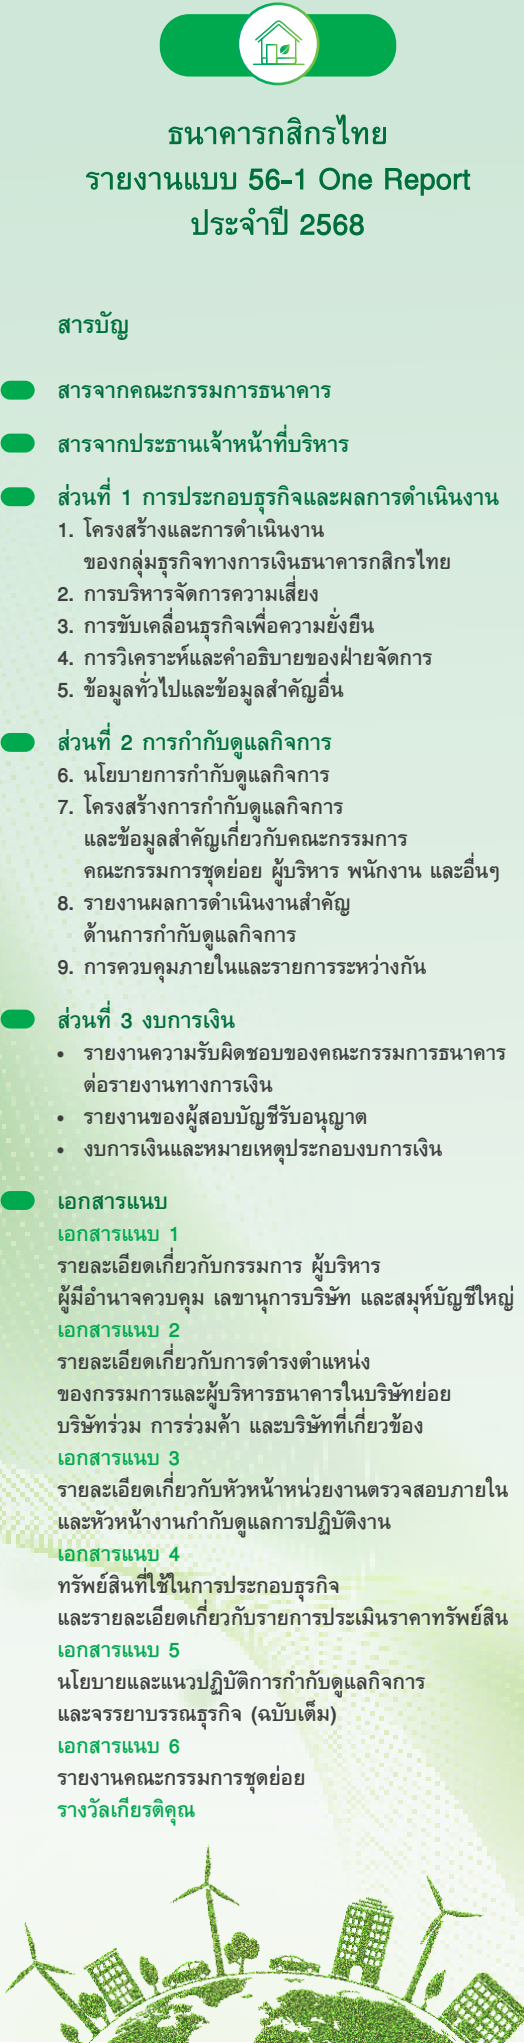 ธนาคารกสิกรไทย
รายงานแบบ 56-1 One Report
ประจำปี 2568
สารบัญ
สารจากคณะกรรมการธนาคาร
สารจากประธานเจ้าหน้าที่บริหาร
ส่วนที่ 1 การประกอบธุรกิจและผลการดำเนินงาน
1. โครงสร้างและการดำเนินงาน
ของกลุ่มธุรกิจทางการเงินธนาคารกสิกรไทย
2. การบริหารจัดการความเสี่ยง
3. การขับเคลื่อนธุรกิจเพื่อความยั่งยืน
4. การวิเคราะห์และคำอธิบายของฝ่ายจัดการ
5. ข้อมูลทั่วไปและข้อมูลสำคัญอื่น
ส่วนที่ 2 การกำกับดูแลกิจการ
6. นโยบายการกำกับดูแลกิจการ
7. โครงสร้างการกำกับดูแลกิจการ
และข้อมูลสำคัญเกี่ยวกับคณะกรรมการ
คณะกรรมการชุดย่อย ผู้บริหาร พนักงาน และอื่นๆ
8. รายงานผลการดำเนินงานสำคัญ
ด้านการกำกับดูแลกิจการ
9. การควบคุมภายในและรายการระหว่างกัน
ส่วนที่ 3 งบการเงิน
• รายงานความรับผิดชอบของคณะกรรมการธนาคาร
ต่อรายงานทางการเงิน
• รายงานของผู้สอบบัญชีรับอนุญาต
• งบการเงินและหมายเหตุประกอบงบการเงิน
เอกสารแนบ
เอกสารแนบ 1
รายละเอียดเกี่ยวกับกรรมการ ผู้บริหาร
ผู้มีอำนาจควบคุม เลขานุการบริษัท และสมุห์บัญชีใหญ่
เอกสารแนบ 2
รายละเอียดเกี่ยวกับการดำรงตำแหน่ง
ของกรรมการและผู้บริหารธนาคารในบริษัทย่อย
บริษัทร่วม การร่วมค้า และบริษัทที่เกี่ยวข้อง
เอกสารแนบ 3
รายละเอียดเกี่ยวกับหัวหน้าหน่วยงานตรวจสอบภายใน
และหัวหน้างานกำกับดูแลการปฏิบัติงาน
เอกสารแนบ 4
ทรัพย์สินที่ใช้ในการประกอบธุรกิจ
และรายละเอียดเกี่ยวกับรายการประเมินราคาทรัพย์สิน
เอกสารแนบ 5
นโยบายและแนวปฏิบัติการกำกับดูแลกิจการ
และจรรยาบรรณธุรกิจ (ฉบับเต็ม)
เอกสารแนบ 6
รายงานคณะกรรมการชุดย่อย
รางวัลเกียรติคุณ